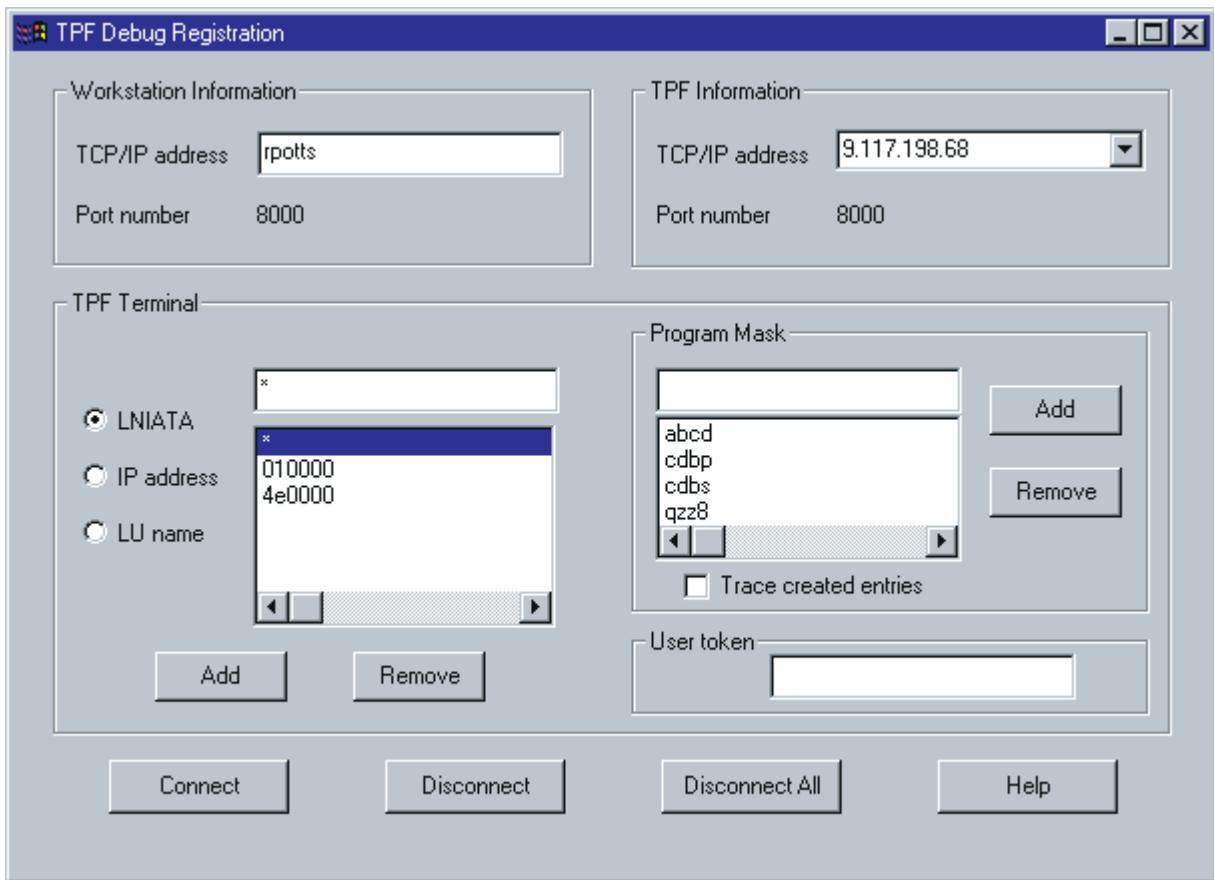 TPF Debug Registration
Workstation Information
TCP/IP address rpotts
Port number 8000
TPF Information
TCP/IP address 9.117.198.68
Port number 8000
TPF Terminal
*
LNIATA
IP address
LU name
*
010000
4e0000
Add Remove
Program Mask
abcd
cdbp
cdbs
qzz8
Add
Remove
Trace created entries
User token
Connect Disconnect Disconnect All Help